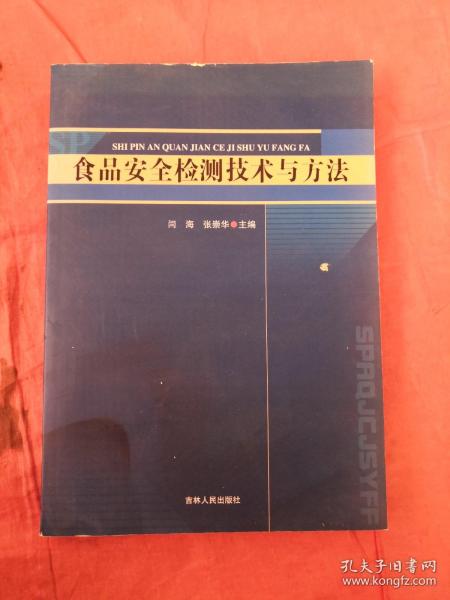 SP
SHI PIN AN QUAN JIAN CE JI SHU YU FANG FA
食品安全检测技术与方法
闫 海 张崇华●主编
SPAQJCJSYFF
吉林人民出版社
孔夫子旧书网
www.kongfz.com